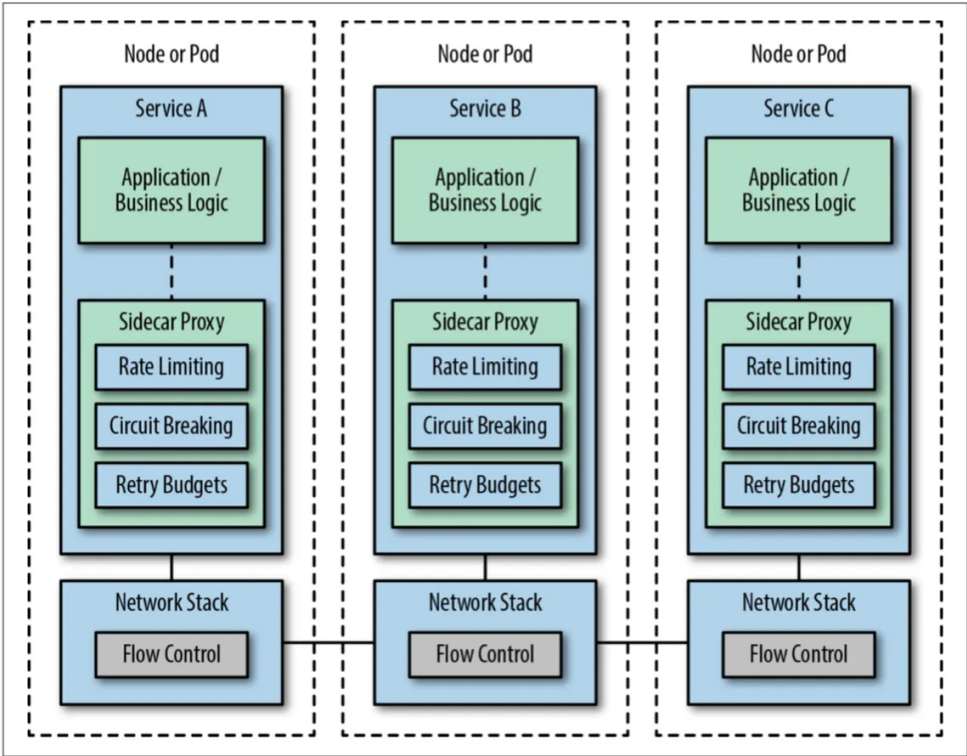 Node or Pod
Service A
Application /
Business Logic
Sidecar Proxy
Rate Limiting
Circuit Breaking
Retry Budgets
Network Stack
Flow Control
Node or Pod
Service B
Application /
Business Logic
Sidecar Proxy
Rate Limiting
Circuit Breaking
Retry Budgets
Network Stack
Flow Control
Node or Pod
Service C
Application /
Business Logic
Sidecar Proxy
Rate Limiting
Circuit Breaking
Retry Budgets
Network Stack
Flow Control